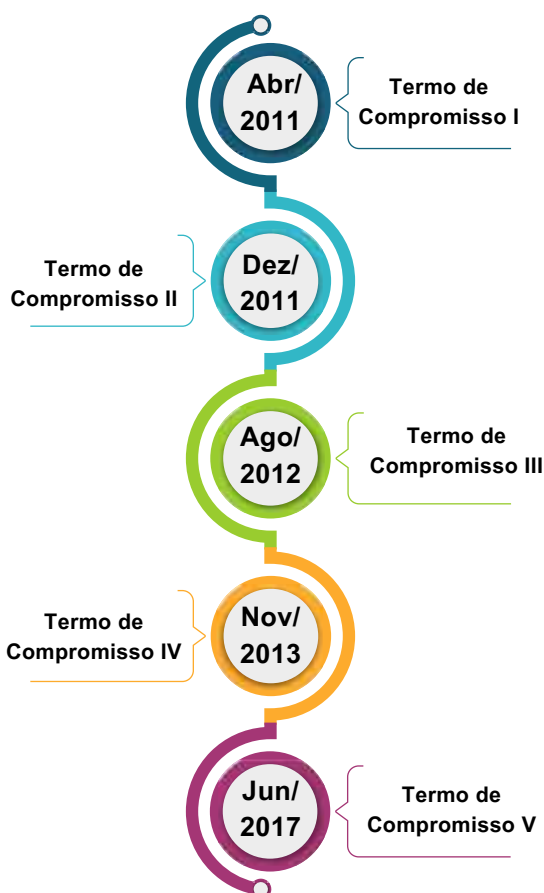 Abr/
2011
Termo de
Compromisso I
Dez/
2011
Termo de
Compromisso II
Ago/
2012
Termo de
Compromisso III
Nov/
2013
Termo de
Compromisso IV
Jun/
2017
Termo de
Compromisso V